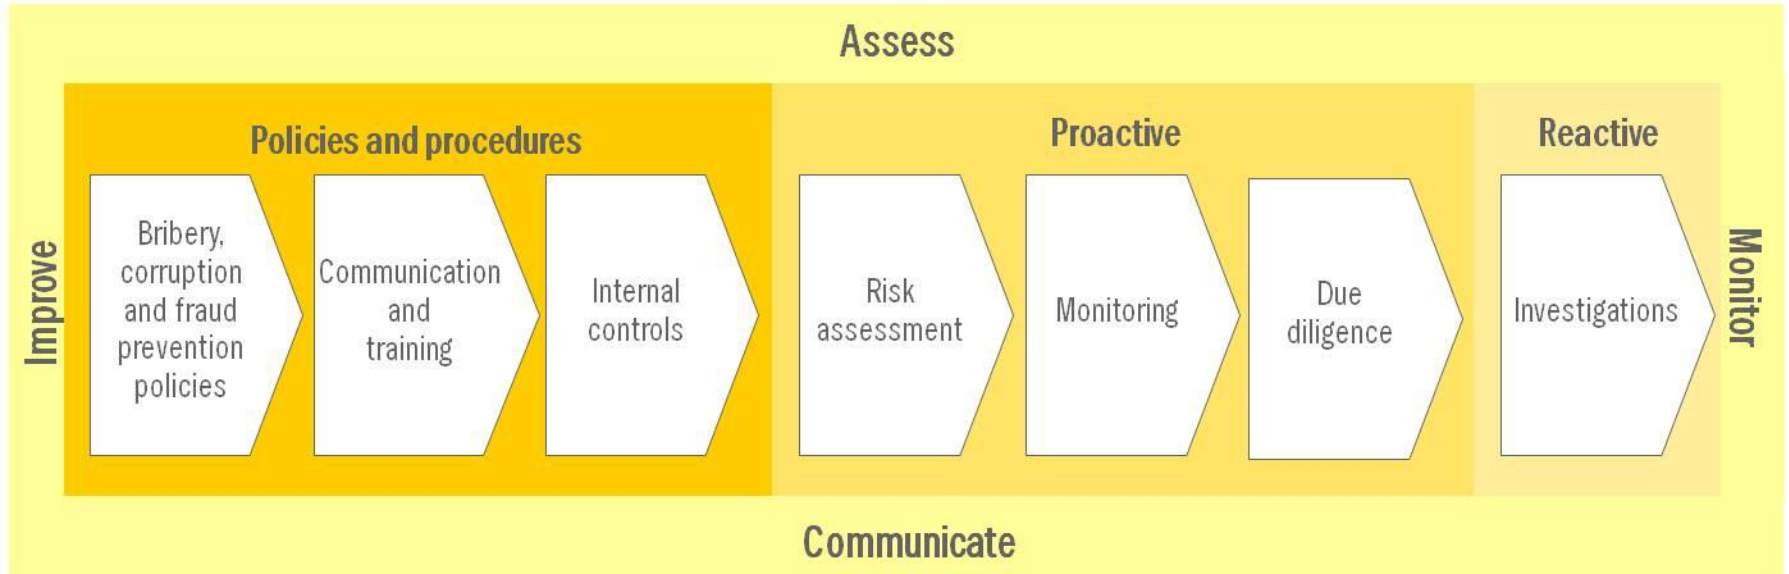 Assess
Policies and procedures
Proactive
Reactive
Improve
Bribery,
corruption
and fraud
prevention
policies
Communication
and
training
Internal
controls
Risk
assessment
Monitoring
Due
diligence
Investigations
Monitor
Communicate